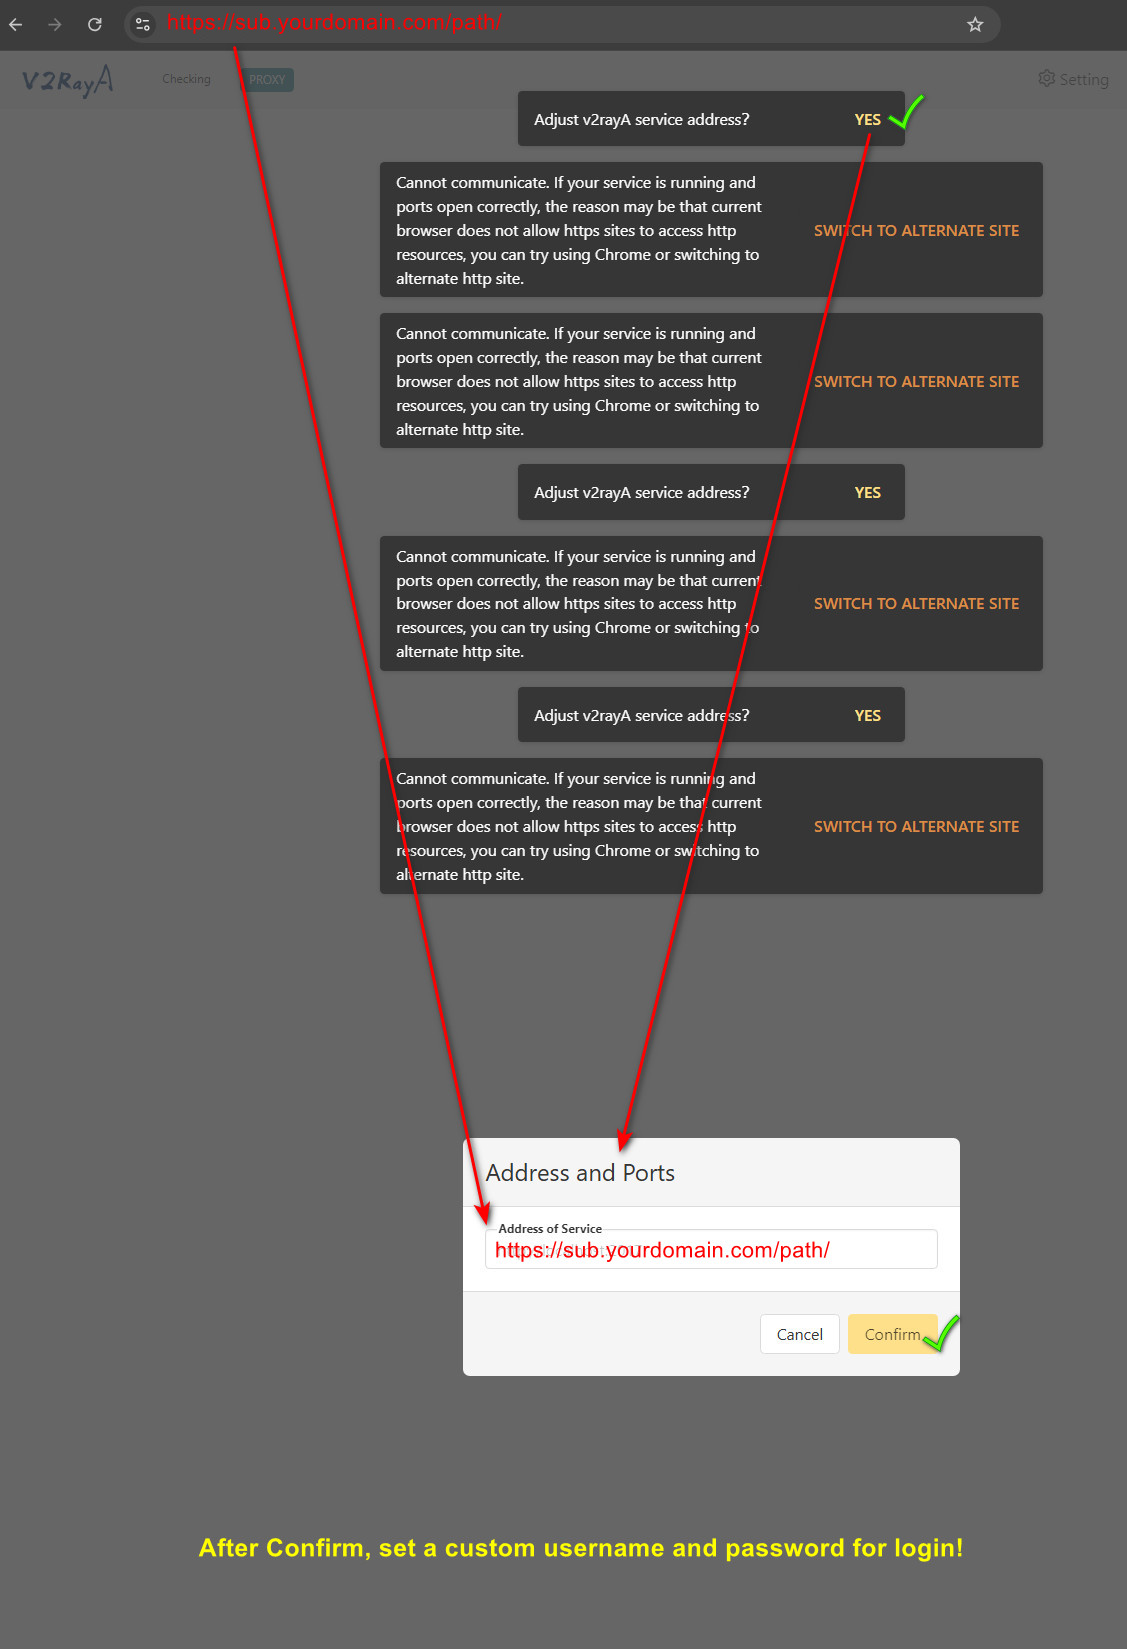 https://sub.yourdomain.com/path/
V2RayA
Checking
PROXY
Setting
Adjust v2rayA service address?
YES
Cannot communicate. If your service is running and
ports open correctly, the reason may be that current
browser does not allow https sites to access http
resources, you can try using Chrome or switching to
alternate http site.
SWITCH TO ALTERNATE SITE
Cannot communicate. If your service is running and
ports open correctly, the reason may be that current
browser does not allow https sites to access http
resources, you can try using Chrome or switching to
alternate http site.
SWITCH TO ALTERNATE SITE
Adjust v2rayA service address?
YES
Cannot communicate. If your service is running and
ports open correctly, the reason may be that current
browser does not allow https sites to access http
resources, you can try using Chrome or switching to
alternate http site.
SWITCH TO ALTERNATE SITE
Adjust v2rayA service address?
YES
Cannot communicate. If your service is running and
ports open correctly, the reason may be that current
browser does not allow https sites to access http
resources, you can try using Chrome or switching to
alternate http site.
SWITCH TO ALTERNATE SITE
Address and Ports
Address of Service
https://sub.yourdomain.com/path/
Cancel
Confirm
After Confirm, set a custom username and password for login!